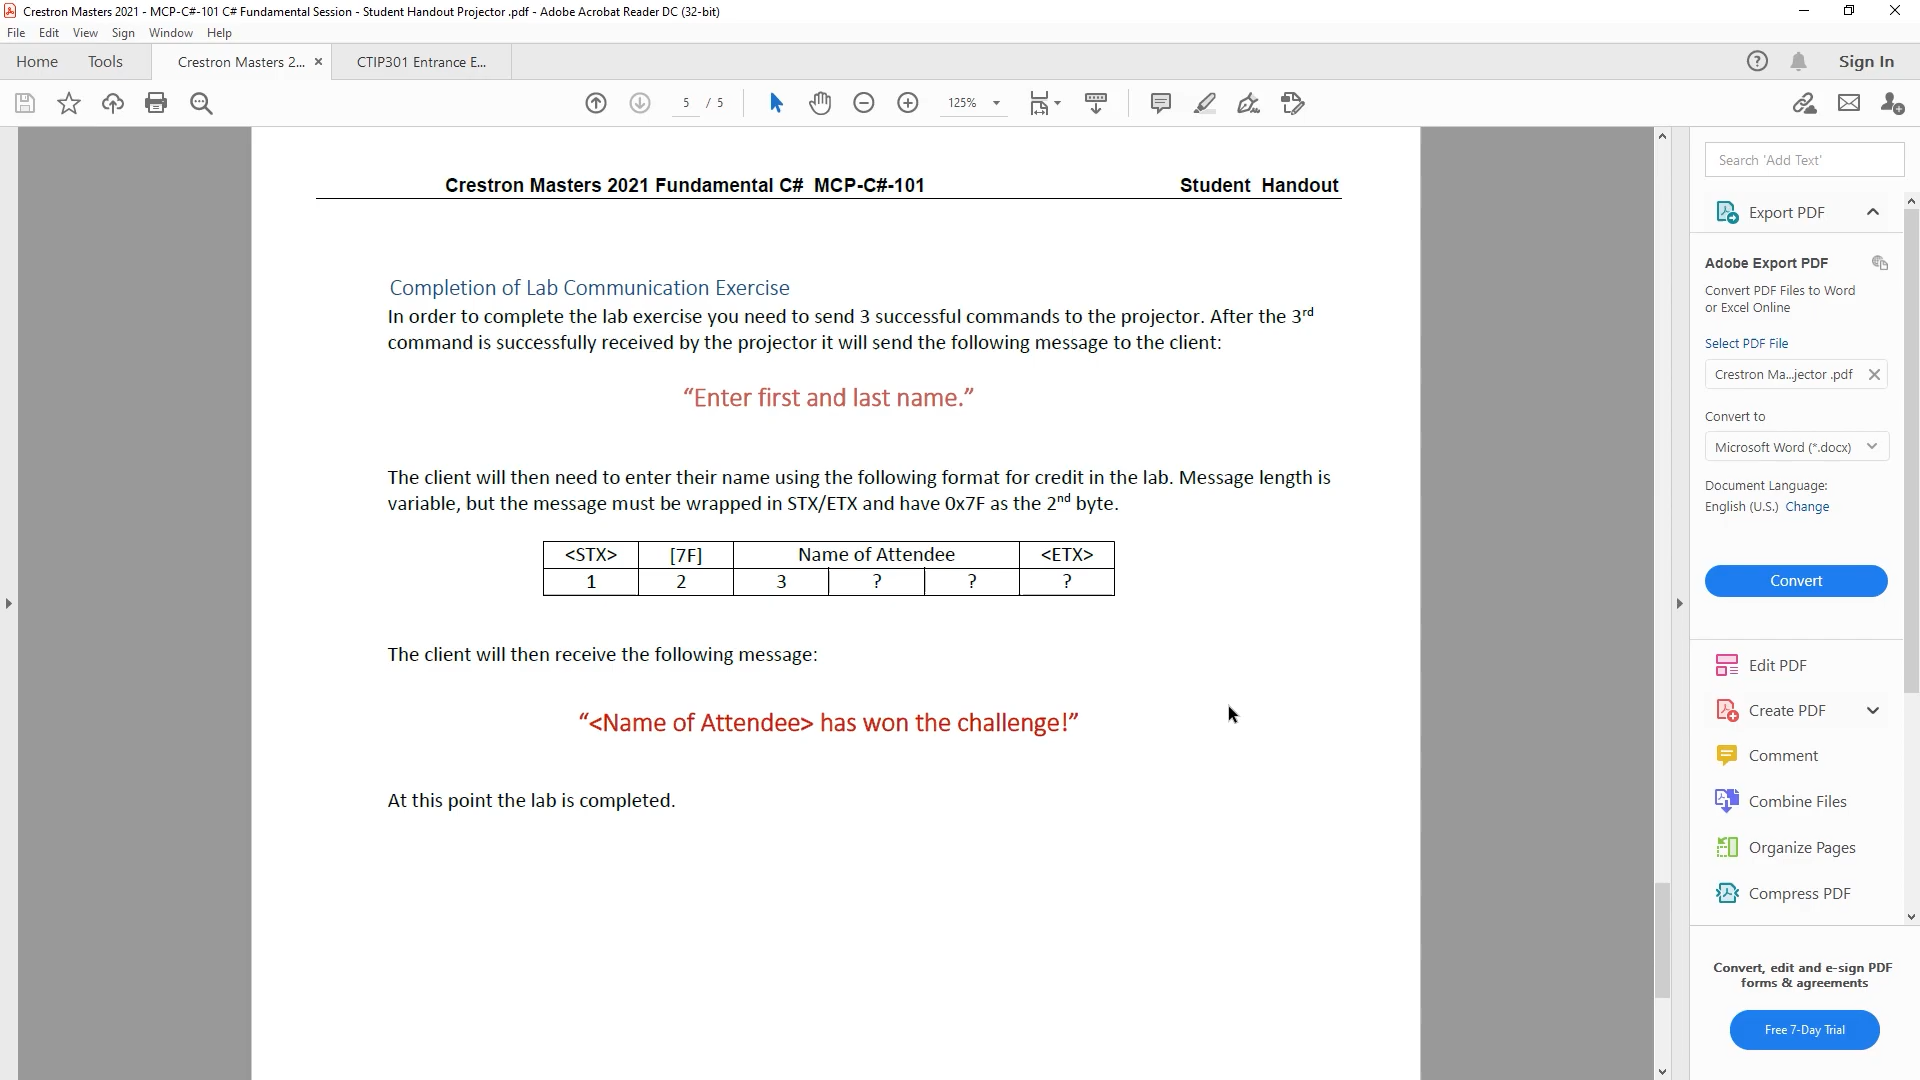 Crestron Masters 2021 - MCP-C#-101 C# Fundamental Session - Student Handout Projector .pdf - Adobe Acrobat Reader DC (32-bit)
File Edit View Sign Window Help
Home Tools Crestron Masters 2... CTIP301 Entrance E... Sign In
5 / 5 125%
Crestron Masters 2021 Fundamental C# MCP-C#-101 Student Handout
Completion of Lab Communication Exercise
In order to complete the lab exercise you need to send 3 successful commands to the projector. After the 3rd
command is successfully received by the projector it will send the following message to the client:
“Enter first and last name.”
The client will then need to enter their name using the following format for credit in the lab. Message length is
variable, but the message must be wrapped in STX/ETX and have 0x7F as the 2nd byte.
<STX> [7F] Name of Attendee <ETX>
1 2 3 ? ? ?
The client will then receive the following message:
“<Name of Attendee> has won the challenge!”
At this point the lab is completed.
Search 'Add Text'
Export PDF
Adobe Export PDF
Convert PDF Files to Word
or Excel Online
Select PDF File
Crestron Ma...jector .pdf
Convert to
Microsoft Word (*.docx)
Document Language:
English (U.S.) Change
Convert
Edit PDF
Create PDF
Comment
Combine Files
Organize Pages
Compress PDF
Convert, edit and e-sign PDF
forms & agreements
Free 7-Day Trial